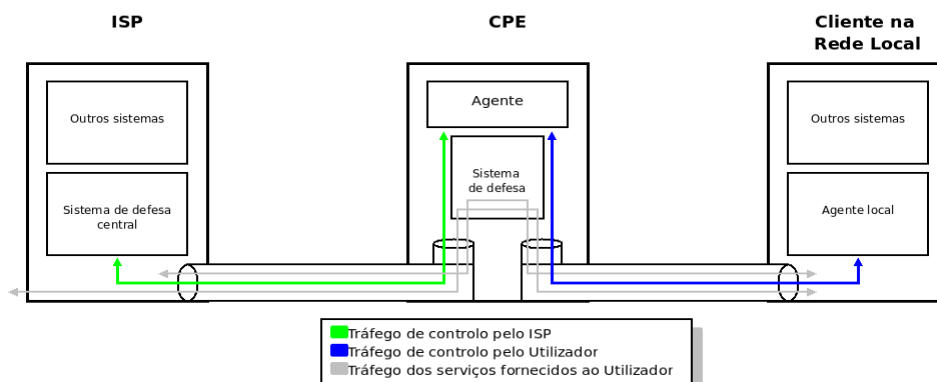 ISP
CPE
Cliente na
Rede Local
Outros sistemas
Sistema de defesa
central
Agente
Sistema
de defesa
Outros sistemas
Agente local
Tráfego de controlo pelo ISP
Tráfego de controlo pelo Utilizador
Tráfego dos serviços fornecidos ao Utilizador